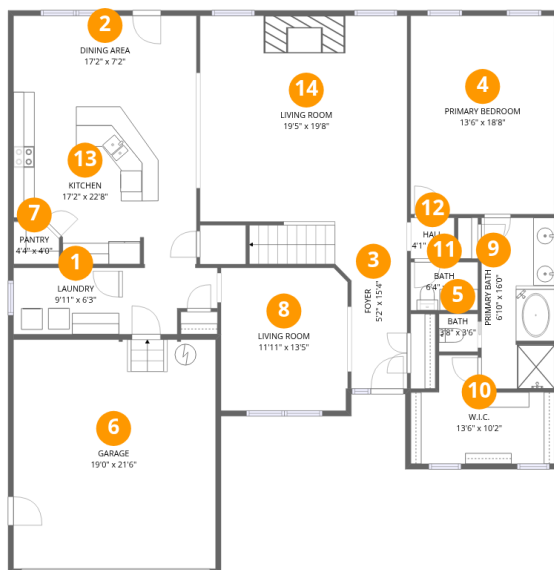 2
DINING AREA
17'2" x 7'2"
14
LIVING ROOM
19'5" x 19'8"
4
PRIMARY BEDROOM
13'6" x 18'8"
13
KITCHEN
17'2" x 22'8"
7
PANTRY
4'4" x 4'0"
12
HALL
4'1"
11
BATH
6'4"
9
PRIMARY BATH
6'10" x 16'0"
1
LAUNDRY
9'11" x 6'3"
3
FOYER
5'2" x 15'4"
8
LIVING ROOM
11'11" x 13'5"
5
BATH
x 3'6"
10
W.I.C.
13'6" x 10'2"
6
GARAGE
19'0" x 21'6"